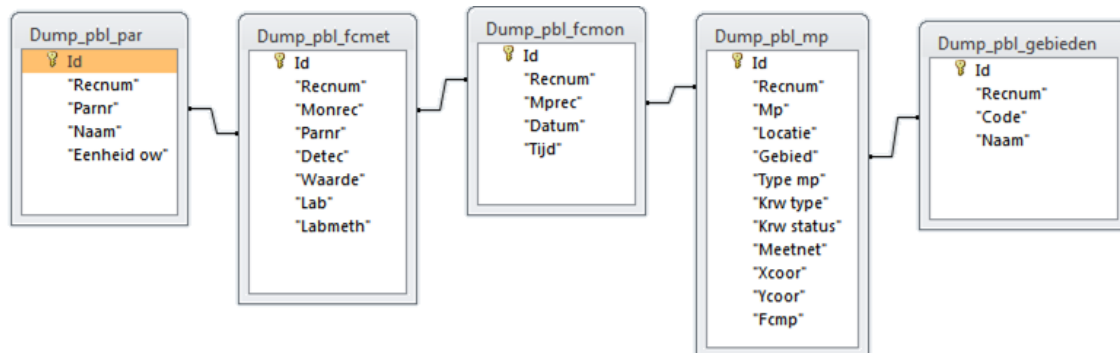 Dump_pbl_par
Id
"Recnum"
"Parnr"
"Naam"
"Eenheid ow"
Dump_pbl_fcmet
Id
"Recnum"
"Monrec"
"Parnr"
"Detec"
"Waarde"
"Lab"
"Labmeth"
Dump_pbl_fcmon
Id
"Recnum"
"Mprec"
"Datum"
"Tijd"
Dump_pbl_mp
Id
"Recnum"
"Mp"
"Locatie"
"Gebied"
"Type mp"
"Krw type"
"Krw status"
"Meetnet"
"Xcoor"
"Ycoor"
"Fcmp"
Dump_pbl_gebieden
Id
"Recnum"
"Code"
"Naam"